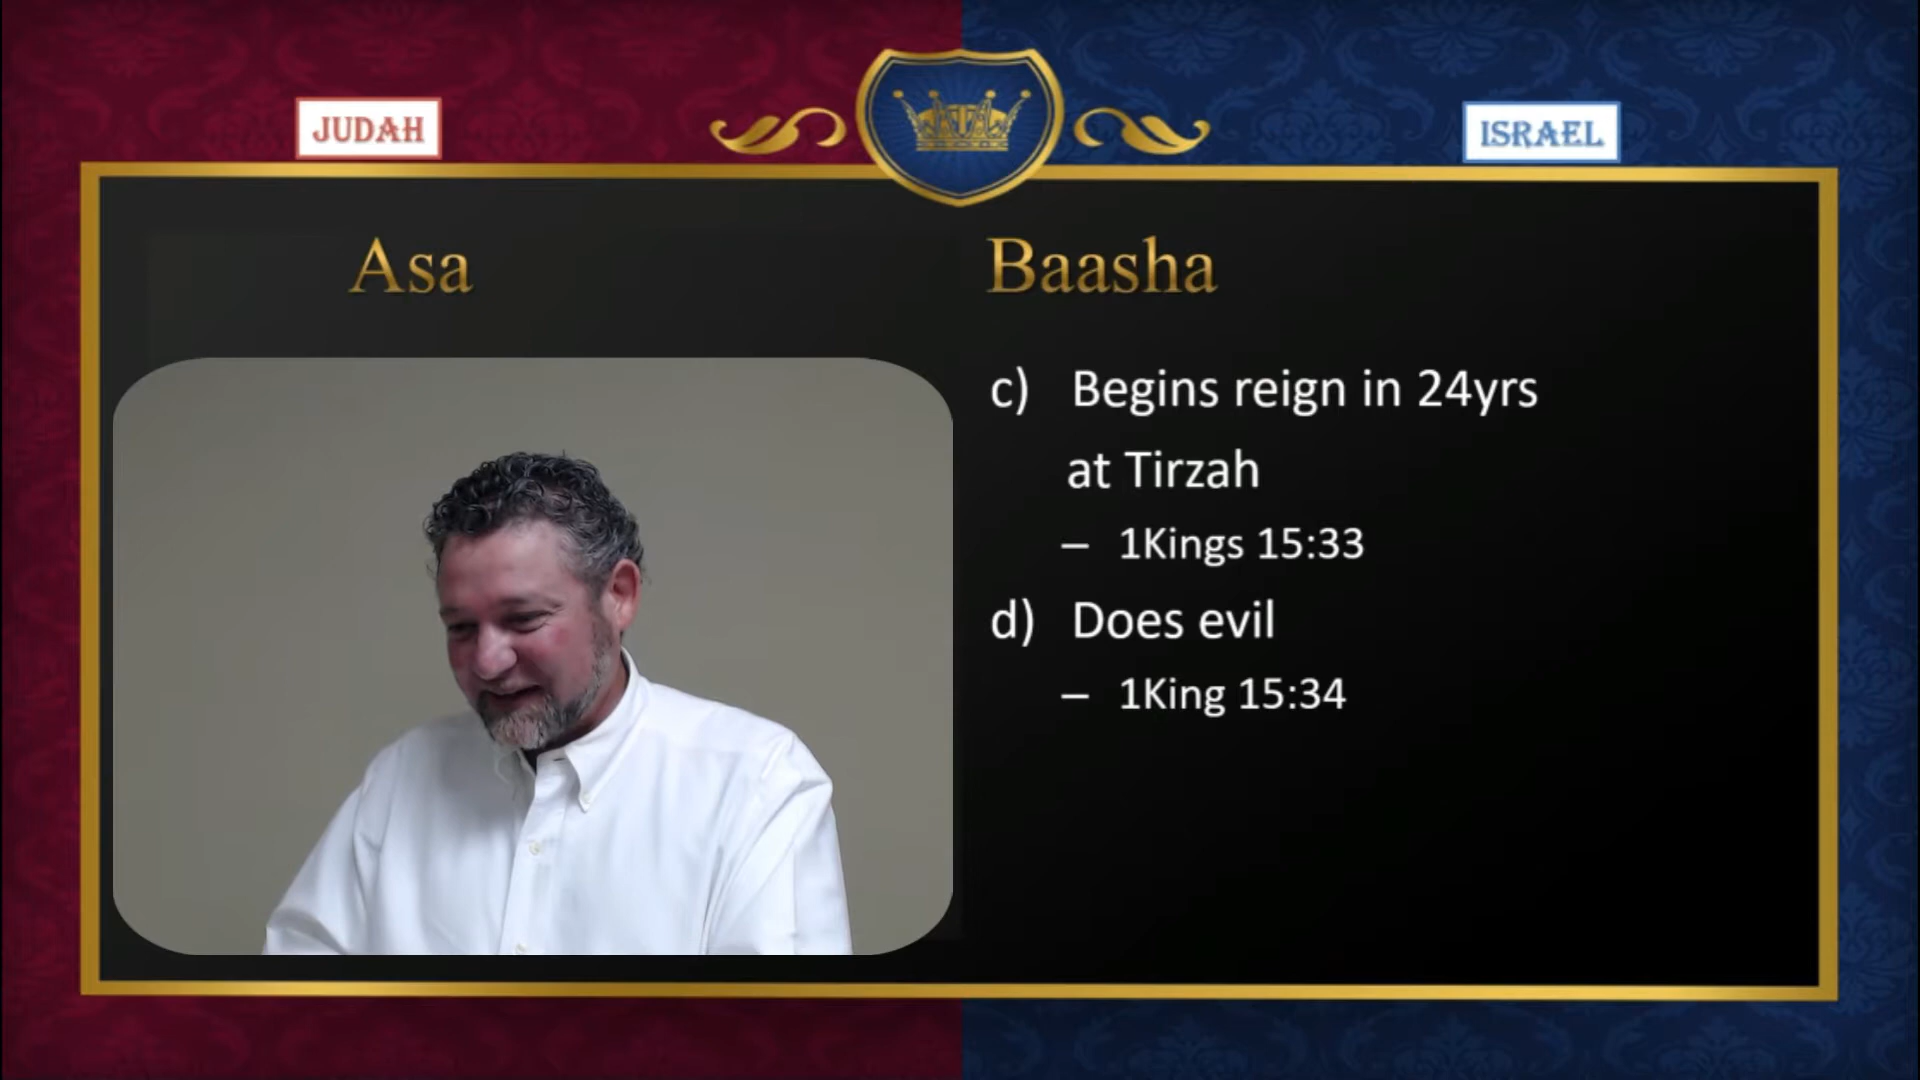 JUDAH
ISRAEL
Asa
Baasha
c) Begins reign in 24yrs
at Tirzah
– 1Kings 15:33
d) Does evil
– 1King 15:34